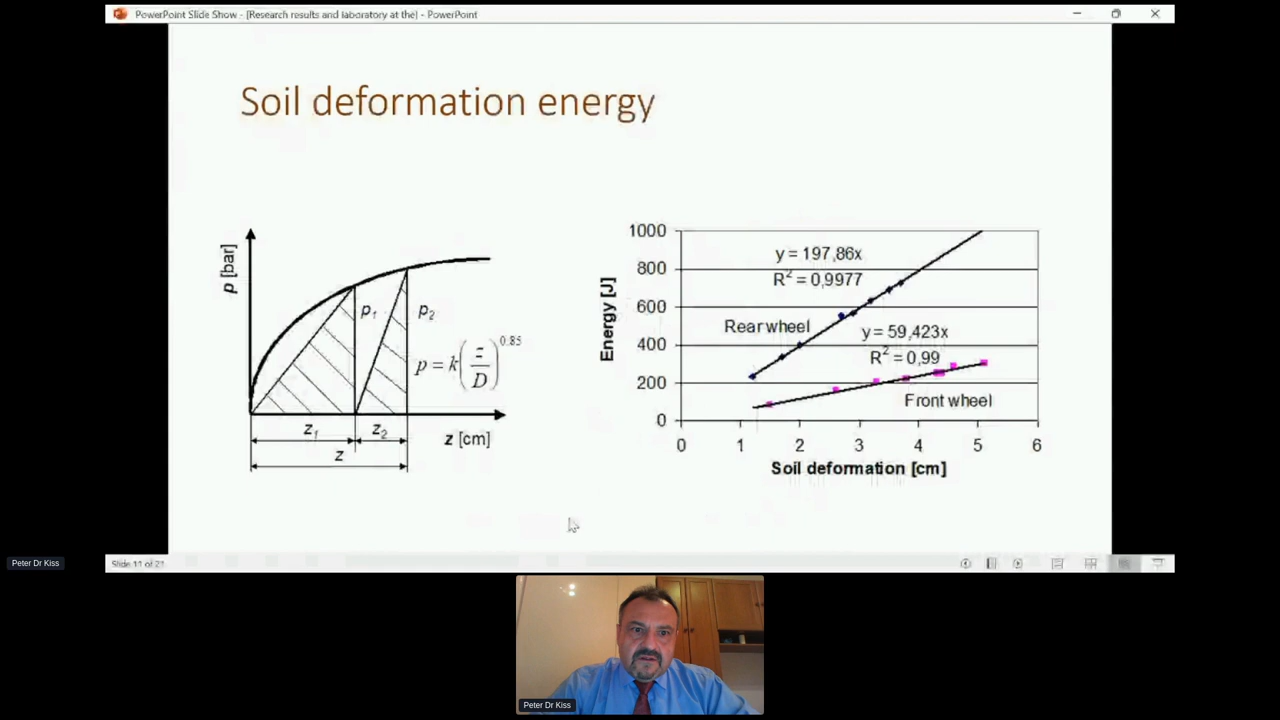 PowerPoint Slide Show - [Research results and laboratory at the] - PowerPoint
Soil deformation energy
p [bar]
p1
p2
p = k(z/D)^0.85
z1
z2
z
z [cm]
1000
800
600
400
200
0
Energy [J]
y = 197,86x
R² = 0,9977
Rear wheel
y = 59,423x
R² = 0,99
Front wheel
0 1 2 3 4 5 6
Soil deformation [cm]
Peter Dr Kiss
Slide 11 of 21
Peter Dr Kiss